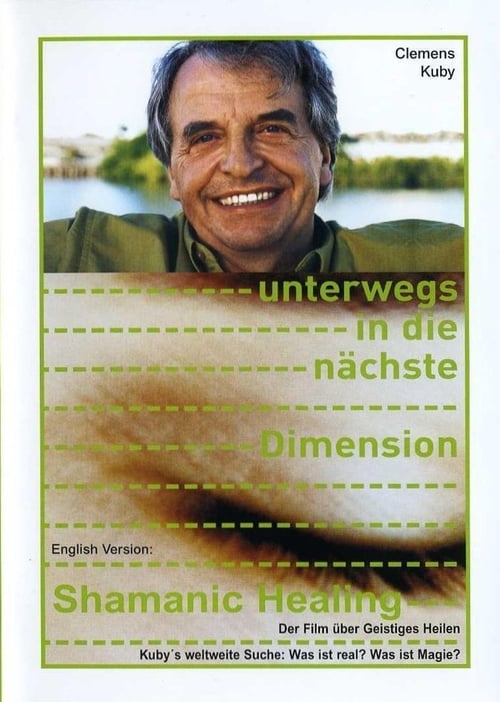 Clemens
Kuby
unterwegs
in die
nächste
Dimension
English Version:
Shamanic Healing
Der Film über Geistiges Heilen
Kuby´s weltweite Suche: Was ist real? Was ist Magie?